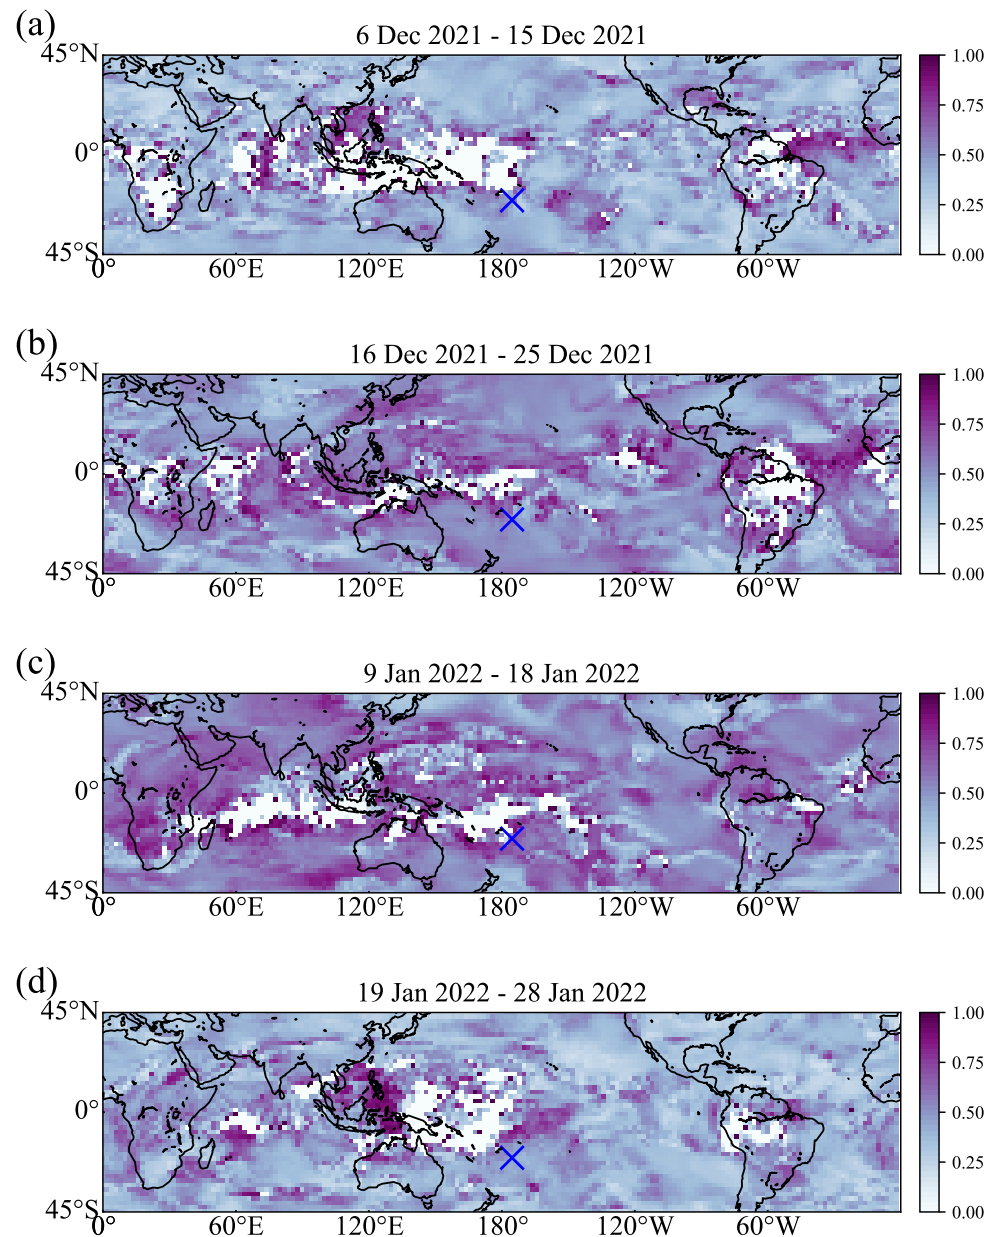 (a)
6 Dec 2021 - 15 Dec 2021
45°N
0°
45°S
0°
60°E
120°E
180°
120°W
60°W
1.00
0.75
0.50
0.25
0.00
(b)
16 Dec 2021 - 25 Dec 2021
45°N
0°
45°S
0°
60°E
120°E
180°
120°W
60°W
1.00
0.75
0.50
0.25
0.00
(c)
9 Jan 2022 - 18 Jan 2022
45°N
0°
45°S
0°
60°E
120°E
180°
120°W
60°W
1.00
0.75
0.50
0.25
0.00
(d)
19 Jan 2022 - 28 Jan 2022
45°N
0°
45°S
0°
60°E
120°E
180°
120°W
60°W
1.00
0.75
0.50
0.25
0.00